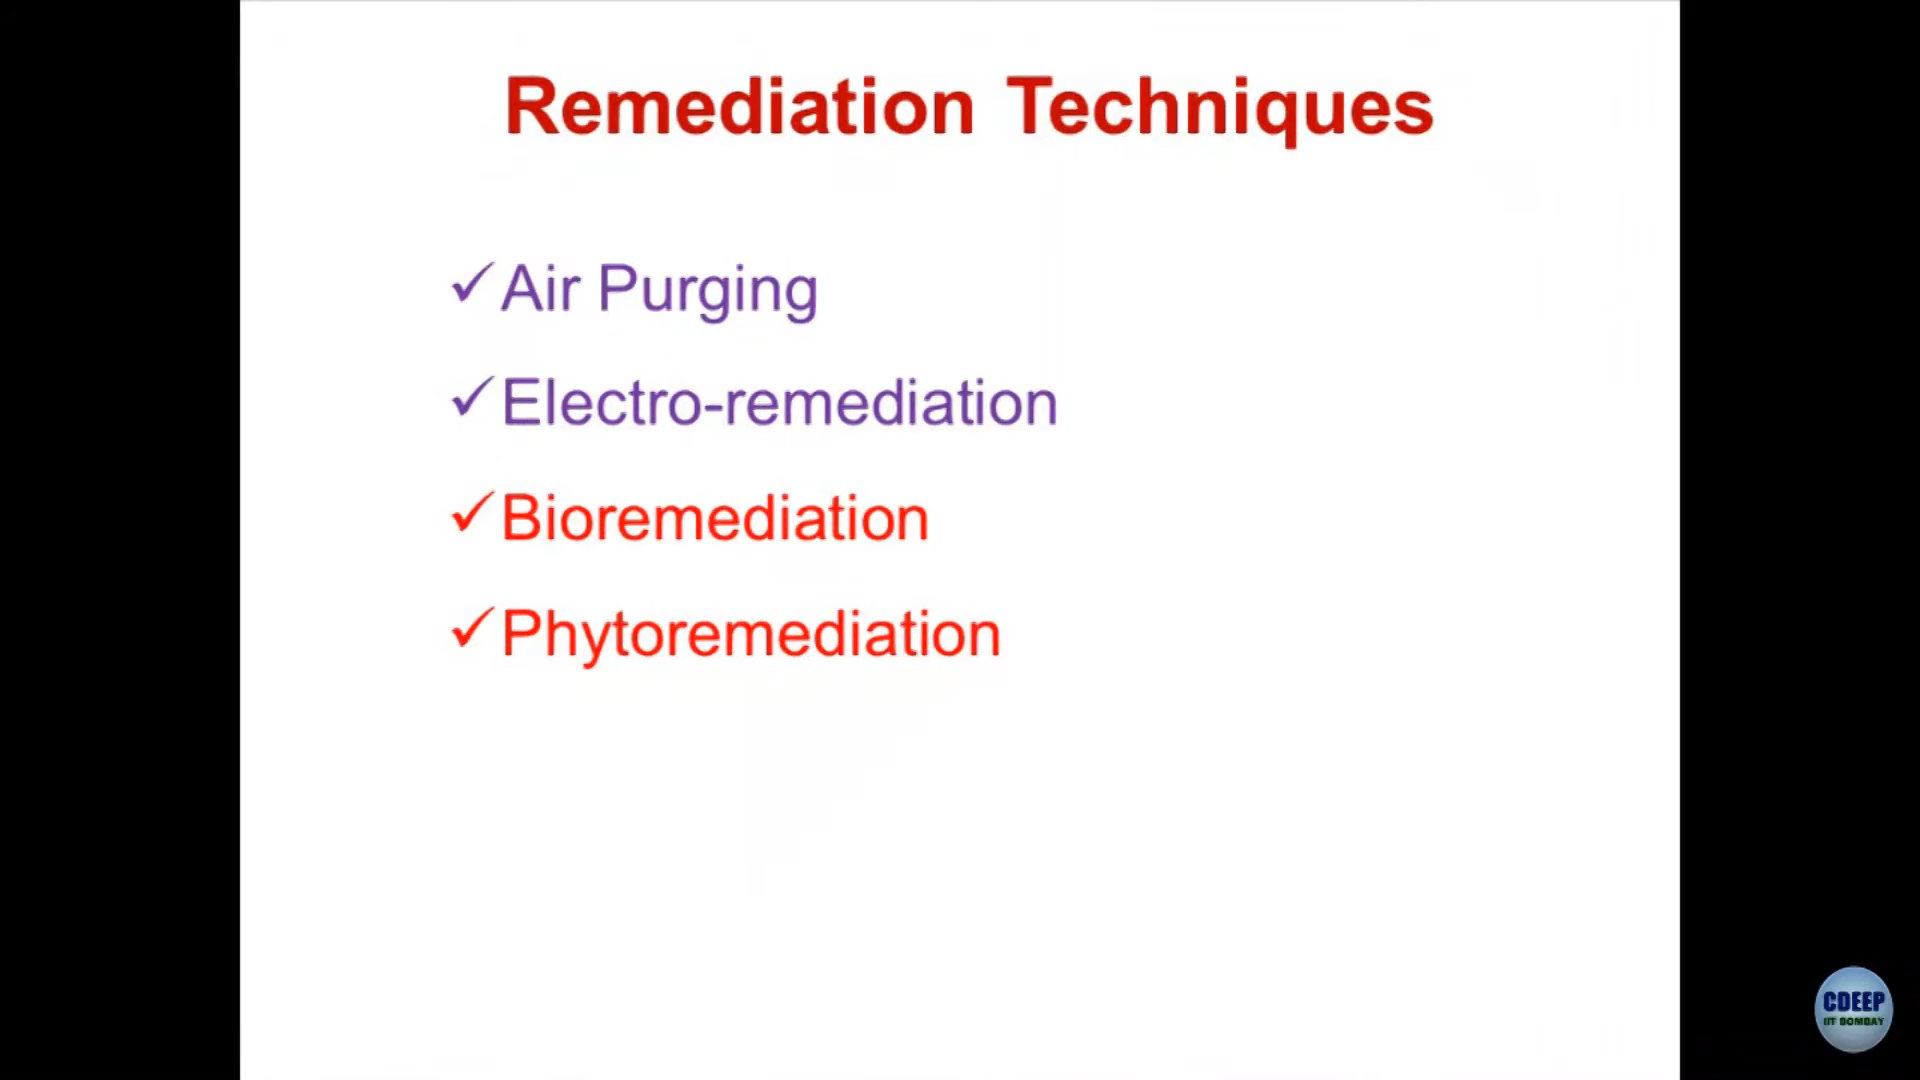 Remediation Techniques
✓Air Purging
✓Electro-remediation
✓Bioremediation
✓Phytoremediation
CDEEP
IIT BOMBAY